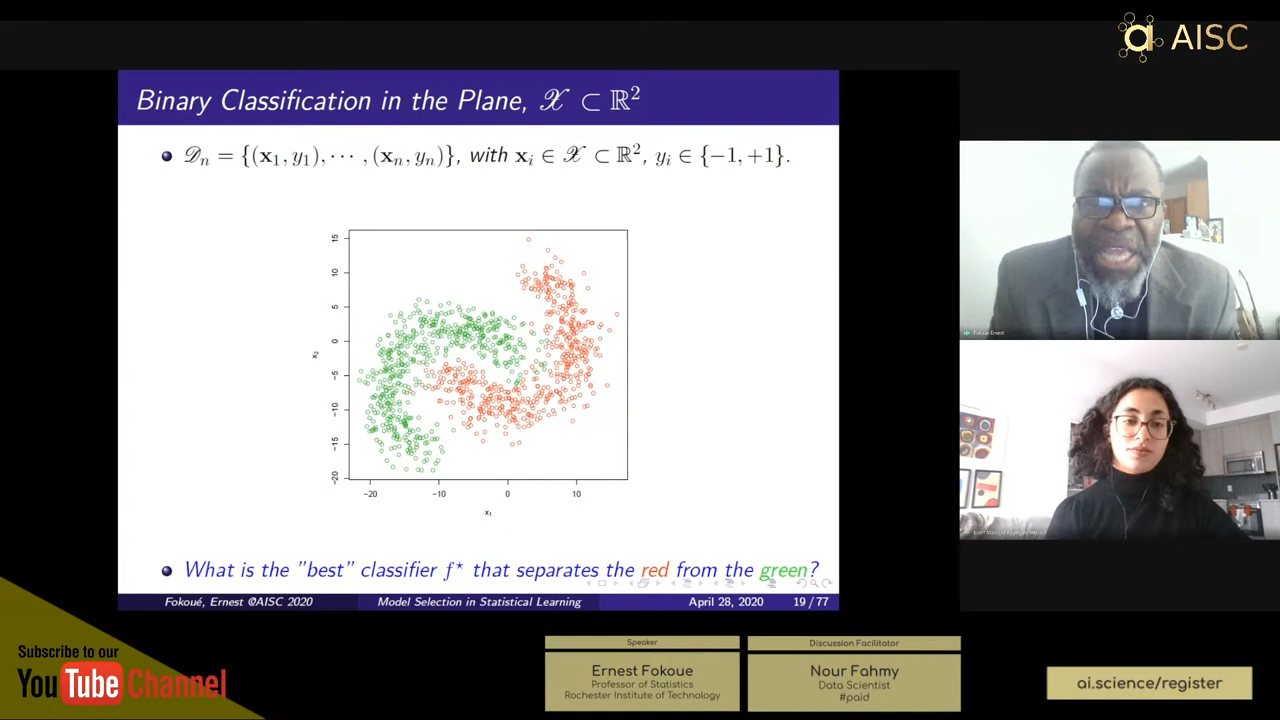 AISC
Binary Classification in the Plane, 𝒳 ⊂ ℝ²
𝒟ₙ = {(x₁, y₁), ⋯ , (xₙ, yₙ)}, with xᵢ ∈ 𝒳 ⊂ ℝ², yᵢ ∈ {−1, +1}.
15
10
5
0
−5
−10
−15
−20
x₂
−20 −10 0 10
x₁
What is the "best" classifier f⋆ that separates the red from the green?
Fokoué, Ernest @AISC 2020 Model Selection in Statistical Learning April 28, 2020 19 / 77
Subscribe to our
YouTube Channel
Speaker
Ernest Fokoue
Professor of Statistics
Rochester Institute of Technology
Discussion Facilitator
Nour Fahmy
Data Scientist
#paid
ai.science/register